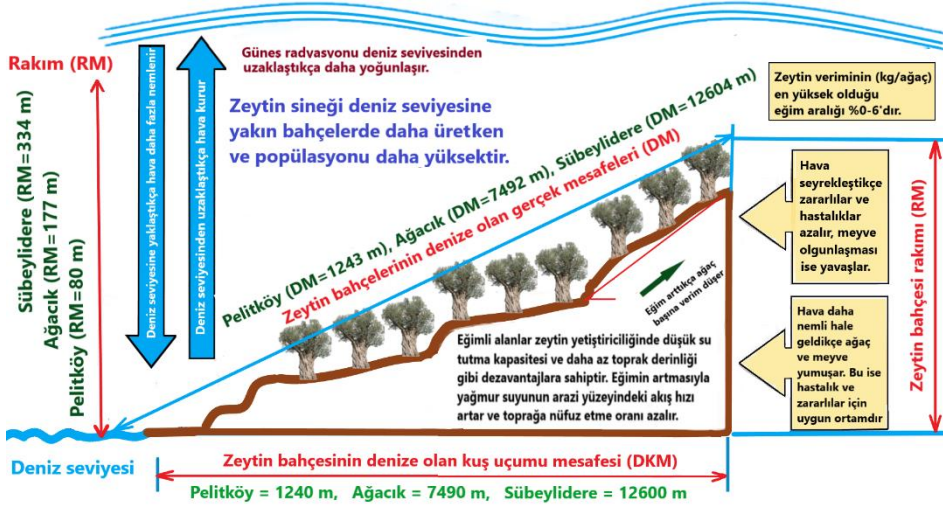 Güneş radvasyonu deniz seviyesinden
uzaklaştıkça daha yoğunlaşır.
Rakım (RM)
Sübeylidere (RM=334 m)
Ağacık (RM=177 m)
Pelitköy (RM=80 m)
Deniz seviyesine yaklaştıkça hava daha fazla nemlenir
Deniz seviyesinden uzaklaştıkça hava kurur
Zeytin sineği deniz seviyesine
yakın bahçelerde daha üretken
ve popülasyonu daha yüksektir.
Pelitköy (DM=1243 m), Ağacık (DM=7492 m), Sübeylidere (DM=12604 m)
Zeytin bahçelerinin denize olan gerçek mesafeleri (DM)
Zeytin veriminin (kg/ağaç)
en yüksek olduğu
eğim aralığı %0-6'dır.
Hava
seyrekleştikçe
zararlılar ve
hastalıklar
azalır, meyve
olgunlaşması
ise yavaşlar.
Zeytin bahçesi rakımı (RM)
Eğim arttıkça ağaç
başına verim düşer
Hava daha
nemli hale
geldikçe ağaç
ve meyve
yumuşar. Bu ise
hastalık ve
zararlılar için
uygun ortamdır
Eğimli alanlar zeytin yetiştiriciliğinde düşük su
tutma kapasitesi ve daha az toprak derinliği
gibi dezavantajlara sahiptir. Eğimin artmasıyla
yağmur suyunun arazi yüzeyindeki akış hızı
artar ve toprağa nüfuz etme oranı azalır.
Deniz seviyesi
Zeytin bahçesinin denize olan kuş uçumu mesafesi (DKM)
Pelitköy = 1240 m, Ağacık = 7490 m, Sübeylidere = 12600 m